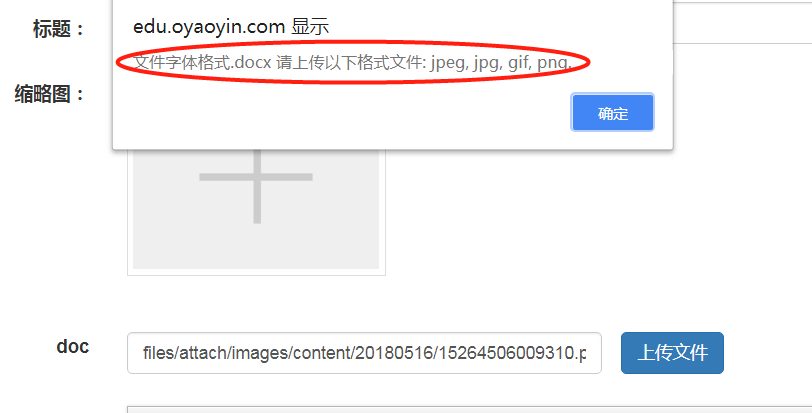 标题：
edu.oyaoyin.com 显示
文件字体格式.docx 请上传以下格式文件: jpeg, jpg, gif, png.
缩略图：
确定
doc
files/attach/images/content/20180516/15264506009310.p
上传文件